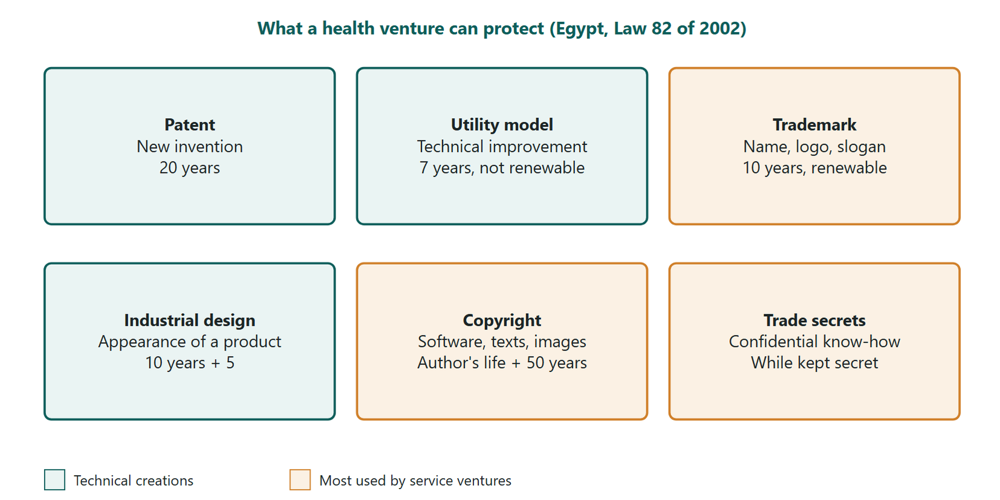 What a health venture can protect (Egypt, Law 82 of 2002)
Patent
New invention
20 years
Utility model
Technical improvement
7 years, not renewable
Trademark
Name, logo, slogan
10 years, renewable
Industrial design
Appearance of a product
10 years + 5
Copyright
Software, texts, images
Author's life + 50 years
Trade secrets
Confidential know-how
While kept secret
Technical creations
Most used by service ventures